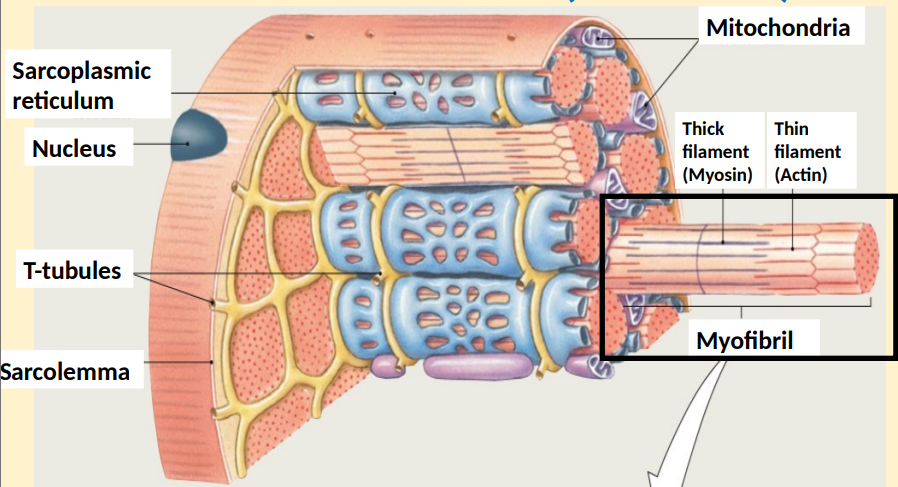 Mitochondria
Sarcoplasmic
reticulum
Nucleus
Thick
filament
(Myosin)
Thin
filament
(Actin)
T-tubules
Myofibril
Sarcolemma